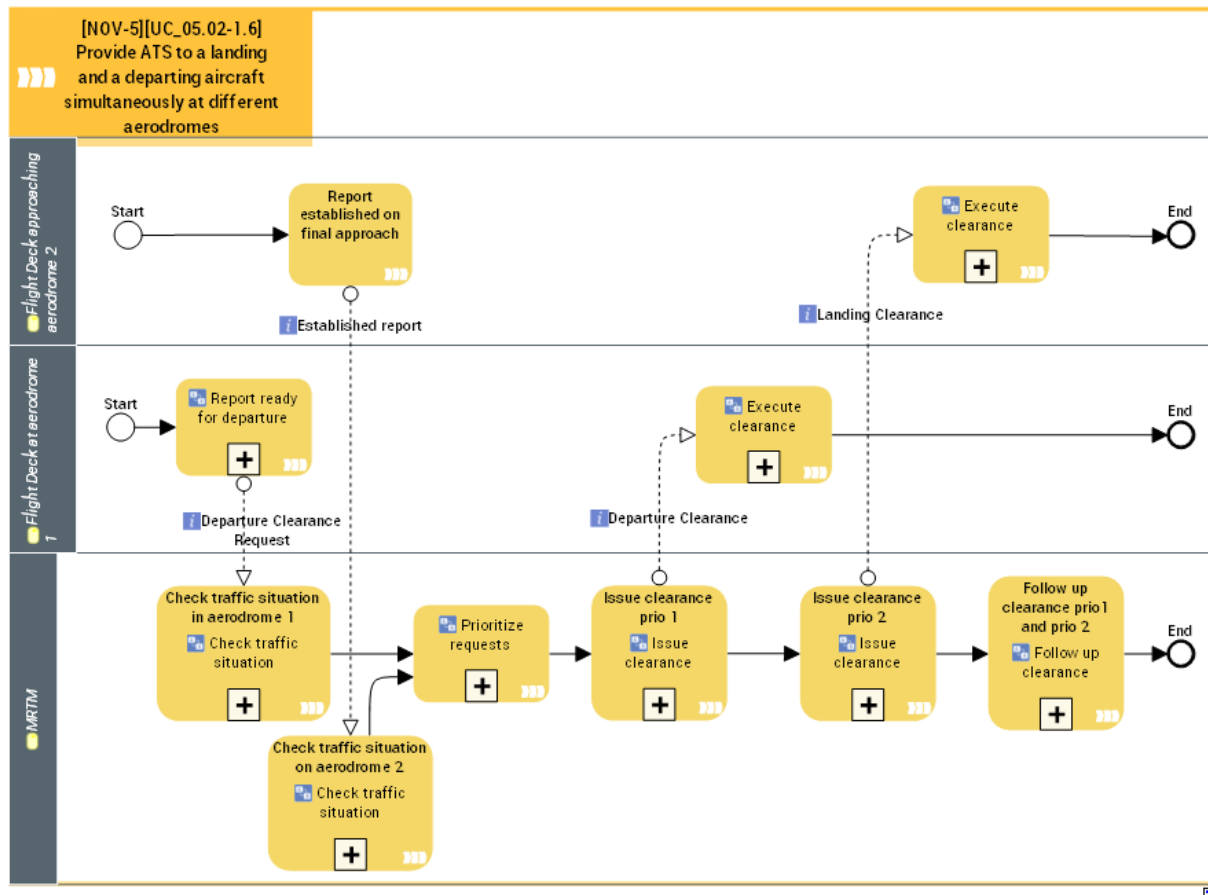 [NOV-5][UC_05.02-1.6]
Provide ATS to a landing
and a departing aircraft
simultaneously at different
aerodromes
Flight Deck approaching
aerodrome 2
Start
Report
established on
final approach
Established report
Execute
clearance
End
Landing Clearance
Flight Deck at aerodrome
1
Start
Report ready
for departure
Departure Clearance
Request
Execute
clearance
End
Departure Clearance
MRTM
Check traffic situation
in aerodrome 1
Check traffic
situation
Check traffic situation
on aerodrome 2
Check traffic
situation
Prioritize
requests
Issue clearance
prio 1
Issue
clearance
Issue clearance
prio 2
Issue
clearance
Follow up
clearance prio1
and prio 2
Follow up
clearance
End